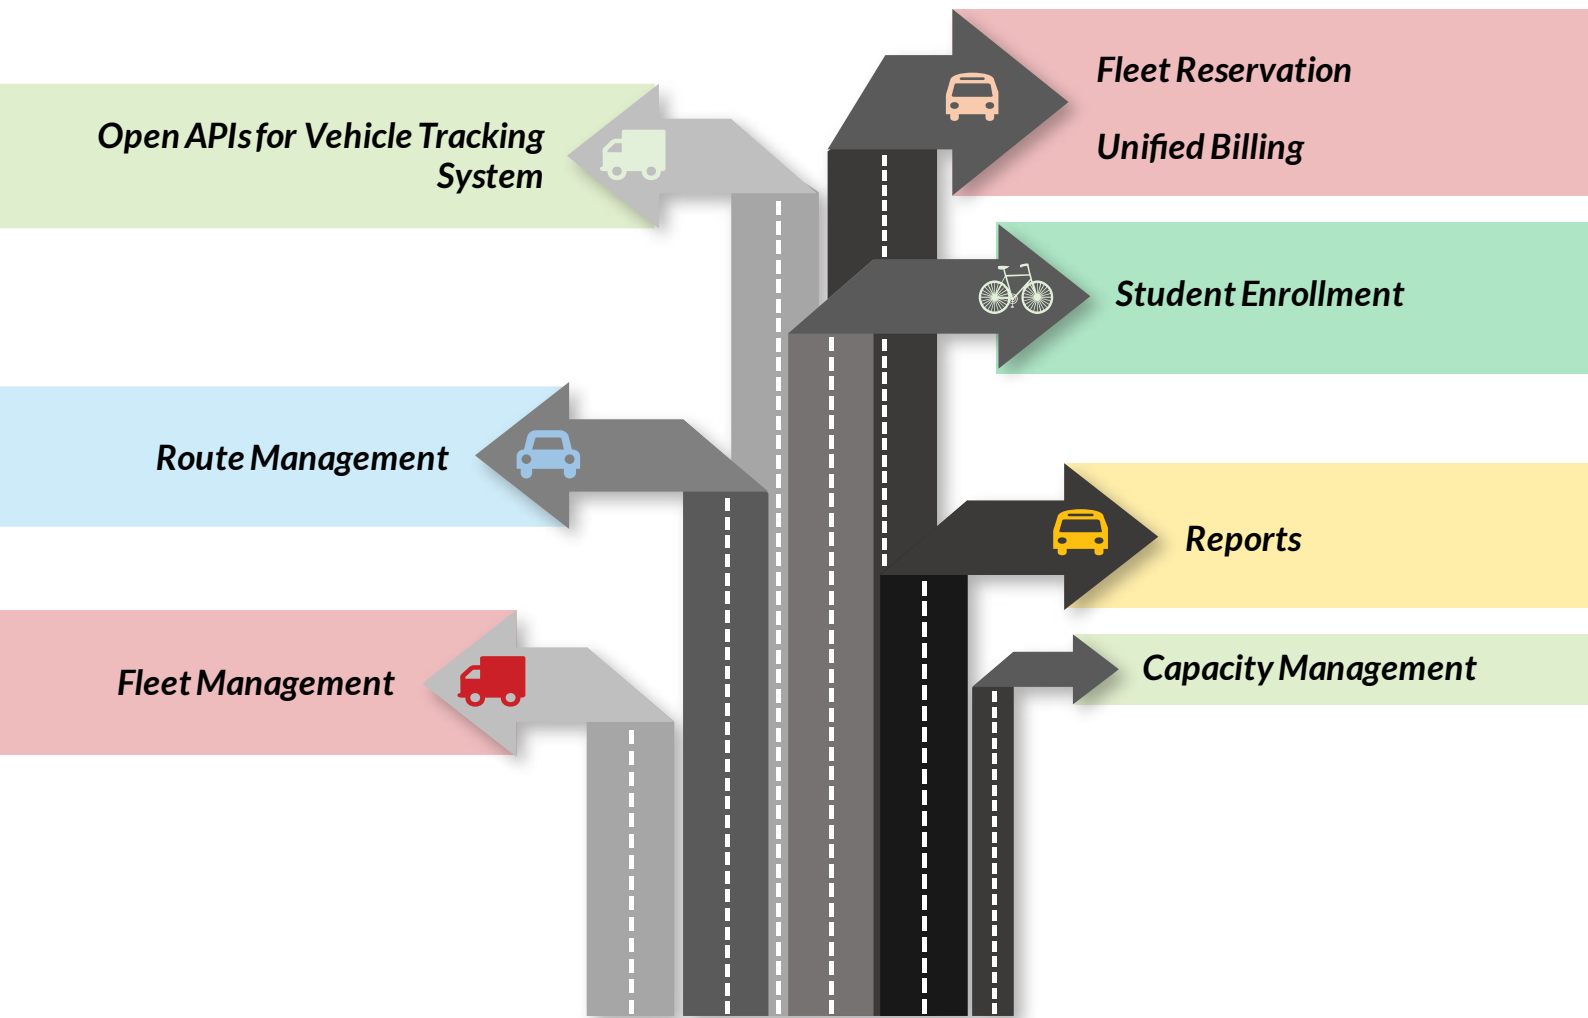 Open APIs for Vehicle Tracking
System
Route Management
Fleet Management
Fleet Reservation
Unified Billing
Student Enrollment
Reports
Capacity Management